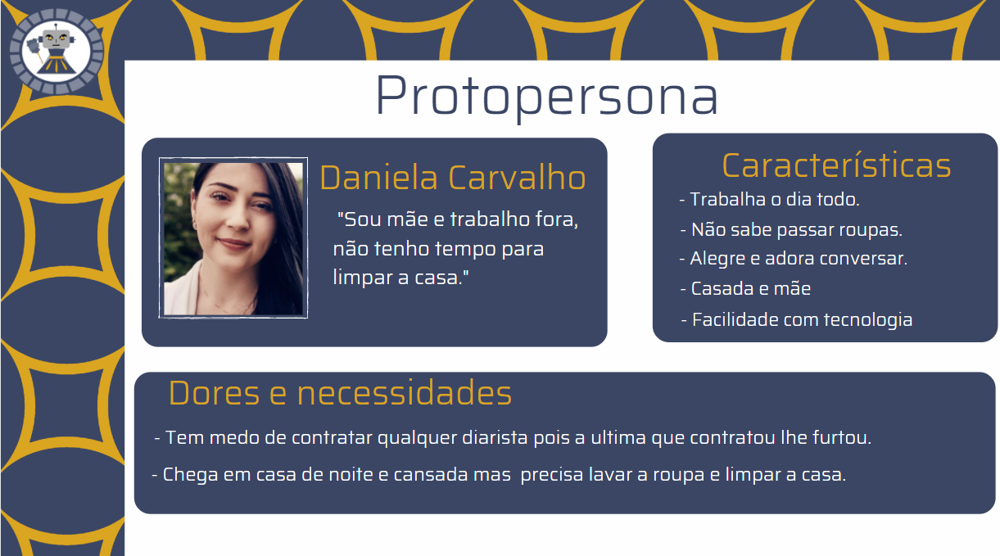 Protopersona
Daniela Carvalho
"Sou mãe e trabalho fora,
não tenho tempo para
limpar a casa."
Características
- Trabalha o dia todo.
- Não sabe passar roupas.
- Alegre e adora conversar.
- Casada e mãe
- Facilidade com tecnologia
Dores e necessidades
- Tem medo de contratar qualquer diarista pois a ultima que contratou lhe furtou.
- Chega em casa de noite e cansada mas  precisa lavar a roupa e limpar a casa.